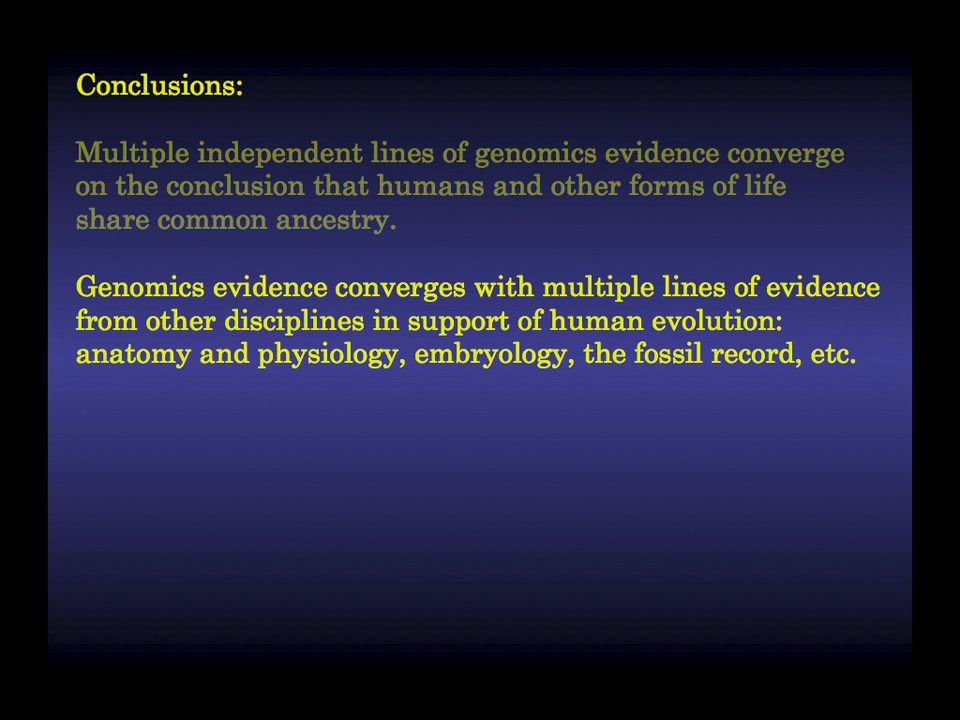 Conclusions:
Multiple independent lines of genomics evidence converge
on the conclusion that humans and other forms of life
share common ancestry.
Genomics evidence converges with multiple lines of evidence
from other disciplines in support of human evolution:
anatomy and physiology, embryology, the fossil record, etc.